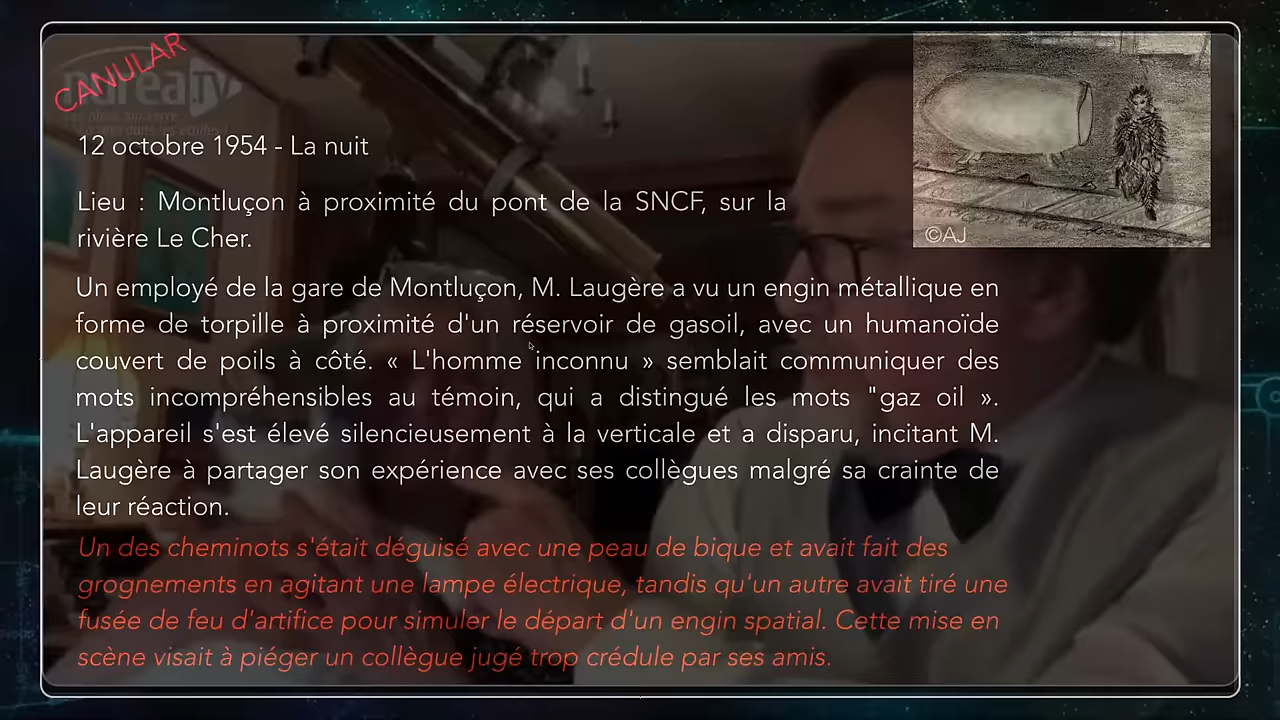 CANULAR
nurea.TV
12 octobre 1954 - La nuit
Lieu : Montluçon à proximité du pont de la SNCF, sur la
rivière Le Cher.
©AJ
Un employé de la gare de Montluçon, M. Laugère a vu un engin métallique en
forme de torpille à proximité d'un réservoir de gasoil, avec un humanoïde
couvert de poils à côté. « L'homme inconnu » semblait communiquer des
mots incompréhensibles au témoin, qui a distingué les mots "gaz oil ».
L'appareil s'est élevé silencieusement à la verticale et a disparu, incitant M.
Laugère à partager son expérience avec ses collègues malgré sa crainte de
leur réaction.
Un des cheminots s'était déguisé avec une peau de bique et avait fait des
grognements en agitant une lampe électrique, tandis qu'un autre avait tiré une
fusée de feu d'artifice pour simuler le départ d'un engin spatial. Cette mise en
scène visait à piéger un collègue jugé trop crédule par ses amis.